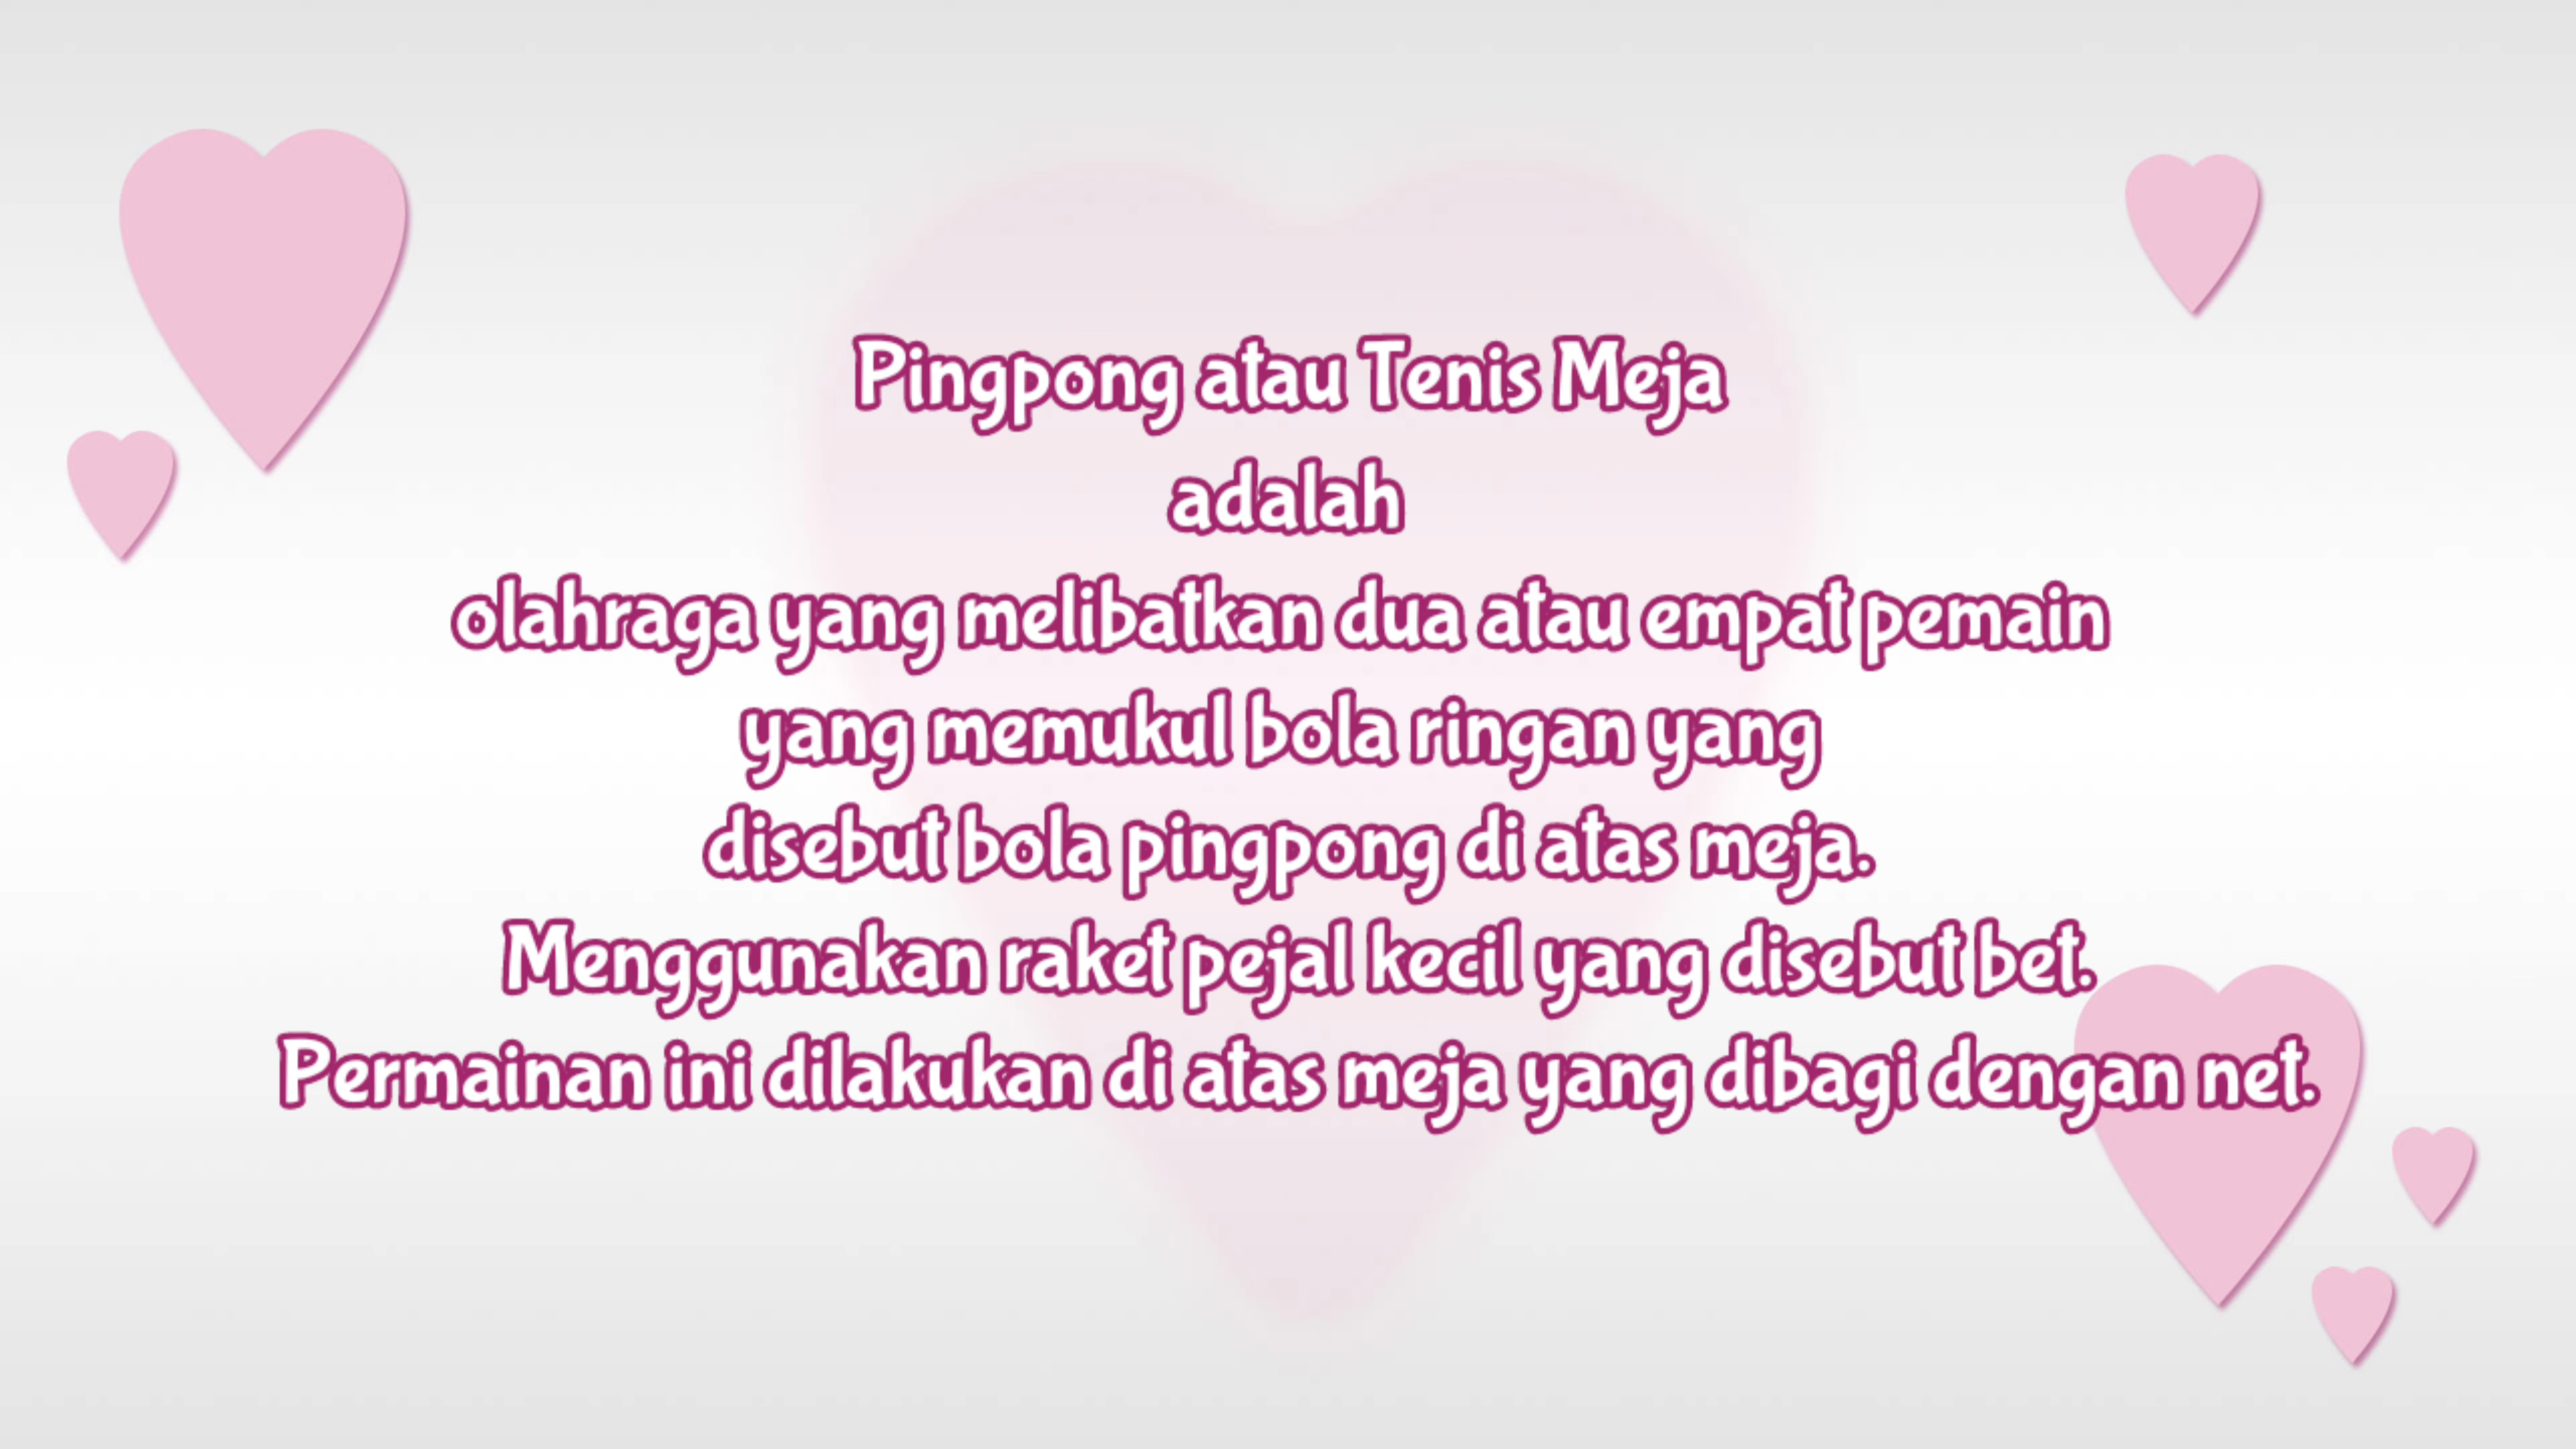 Pingpong atau Tenis Meja
adalah
olahraga yang melibatkan dua atau empat pemain
yang memukul bola ringan yang
disebut bola pingpong di atas meja.
Menggunakan raket pejal kecil yang disebut bet.
Permainan ini dilakukan di atas meja yang dibagi dengan net.